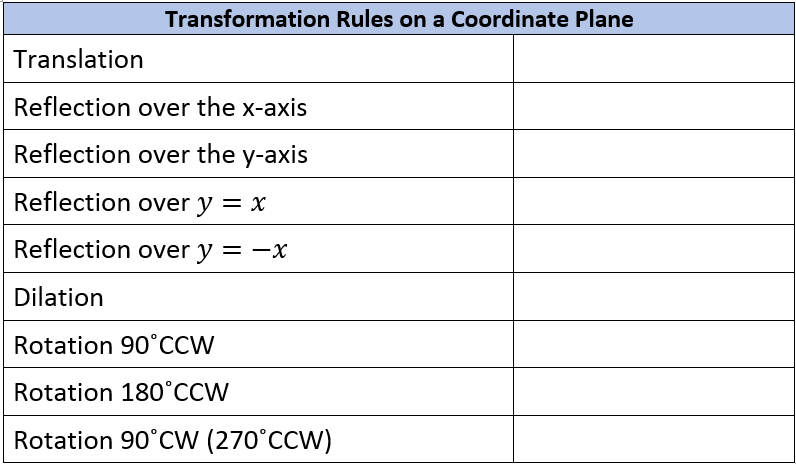 Transformation Rules on a Coordinate Plane
Translation
Reflection over the x-axis
Reflection over the y-axis
Reflection over y = x
Reflection over y = −x
Dilation
Rotation 90˚CCW
Rotation 180˚CCW
Rotation 90˚CW (270˚CCW)